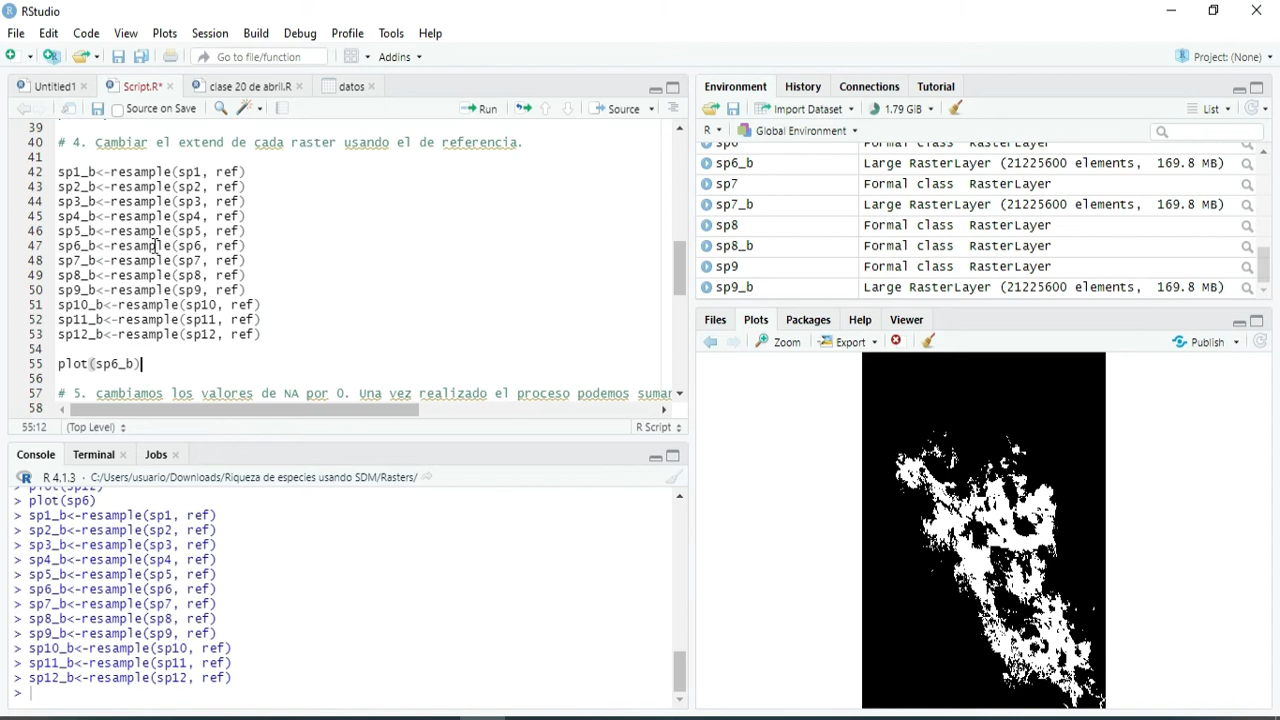 RStudio
File Edit Code View Plots Session Build Debug Profile Tools Help
Go to file/function Addins Project: (None)
Untitled1 Script.R* clase 20 de abril.R datos
Source on Save Run Source
39
40 # 4. Cambiar el extend de cada raster usando el de referencia.
41
42 sp1_b<-resample(sp1, ref)
43 sp2_b<-resample(sp2, ref)
44 sp3_b<-resample(sp3, ref)
45 sp4_b<-resample(sp4, ref)
46 sp5_b<-resample(sp5, ref)
47 sp6_b<-resample(sp6, ref)
48 sp7_b<-resample(sp7, ref)
49 sp8_b<-resample(sp8, ref)
50 sp9_b<-resample(sp9, ref)
51 sp10_b<-resample(sp10, ref)
52 sp11_b<-resample(sp11, ref)
53 sp12_b<-resample(sp12, ref)
54
55 plot(sp6_b)
56
57 # 5. cambiamos los valores de NA por 0. Una vez realizado el proceso podemos sumar
58
55:12 (Top Level) R Script
Console Terminal Jobs
R 4.1.3 · C:/Users/usuario/Downloads/Riqueza de especies usando SDM/Rasters/
> plot(sp12)
> plot(sp6)
> sp1_b<-resample(sp1, ref)
> sp2_b<-resample(sp2, ref)
> sp3_b<-resample(sp3, ref)
> sp4_b<-resample(sp4, ref)
> sp5_b<-resample(sp5, ref)
> sp6_b<-resample(sp6, ref)
> sp7_b<-resample(sp7, ref)
> sp8_b<-resample(sp8, ref)
> sp9_b<-resample(sp9, ref)
> sp10_b<-resample(sp10, ref)
> sp11_b<-resample(sp11, ref)
> sp12_b<-resample(sp12, ref)
>
Environment History Connections Tutorial
Import Dataset 1.79 GiB List
R Global Environment
sp6 Formal class RasterLayer
sp6_b Large RasterLayer (21225600 elements, 169.8 MB)
sp7 Formal class RasterLayer
sp7_b Large RasterLayer (21225600 elements, 169.8 MB)
sp8 Formal class RasterLayer
sp8_b Formal class RasterLayer
sp9 Formal class RasterLayer
sp9_b Large RasterLayer (21225600 elements, 169.8 MB)
Files Plots Packages Help Viewer
Zoom Export Publish